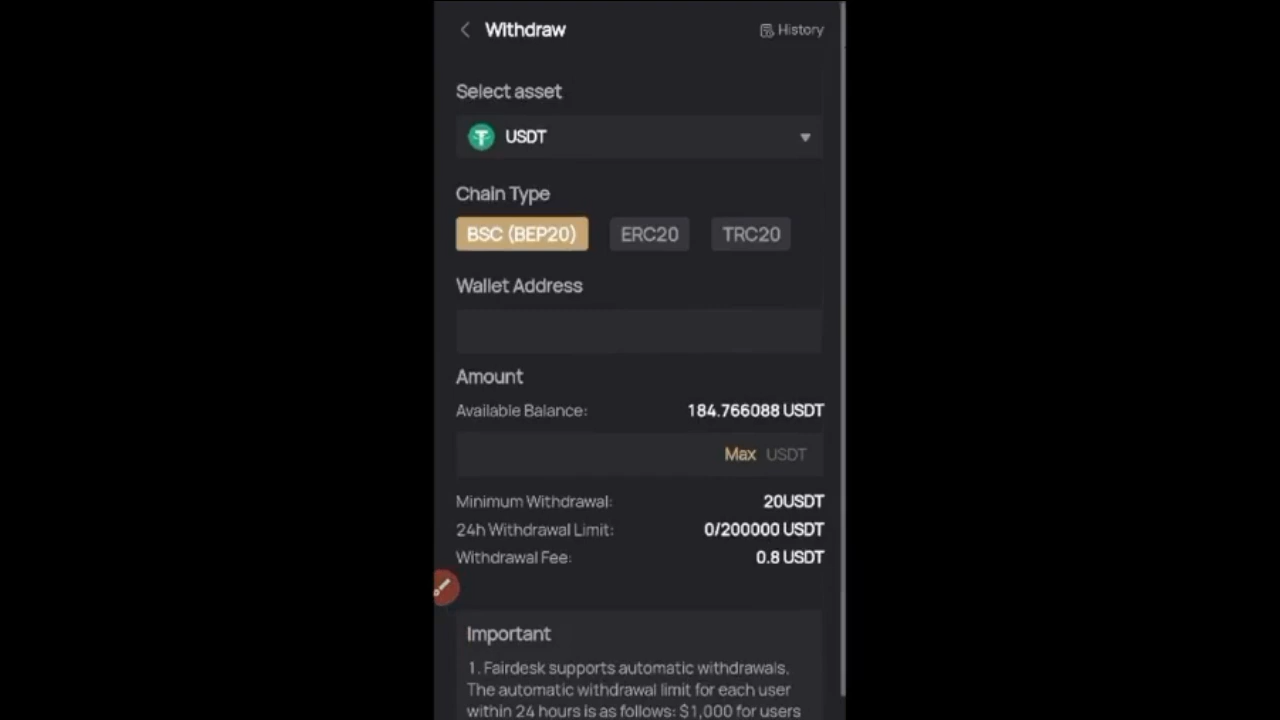 Withdraw
History
Select asset
USDT
Chain Type
BSC (BEP20) ERC20 TRC20
Wallet Address
Amount
Available Balance: 184.766088 USDT
Max USDT
Minimum Withdrawal: 20USDT
24h Withdrawal Limit: 0/200000 USDT
Withdrawal Fee: 0.8 USDT
Important
1. Fairdesk supports automatic withdrawals.
The automatic withdrawal limit for each user
within 24 hours is as follows: $1,000 for users